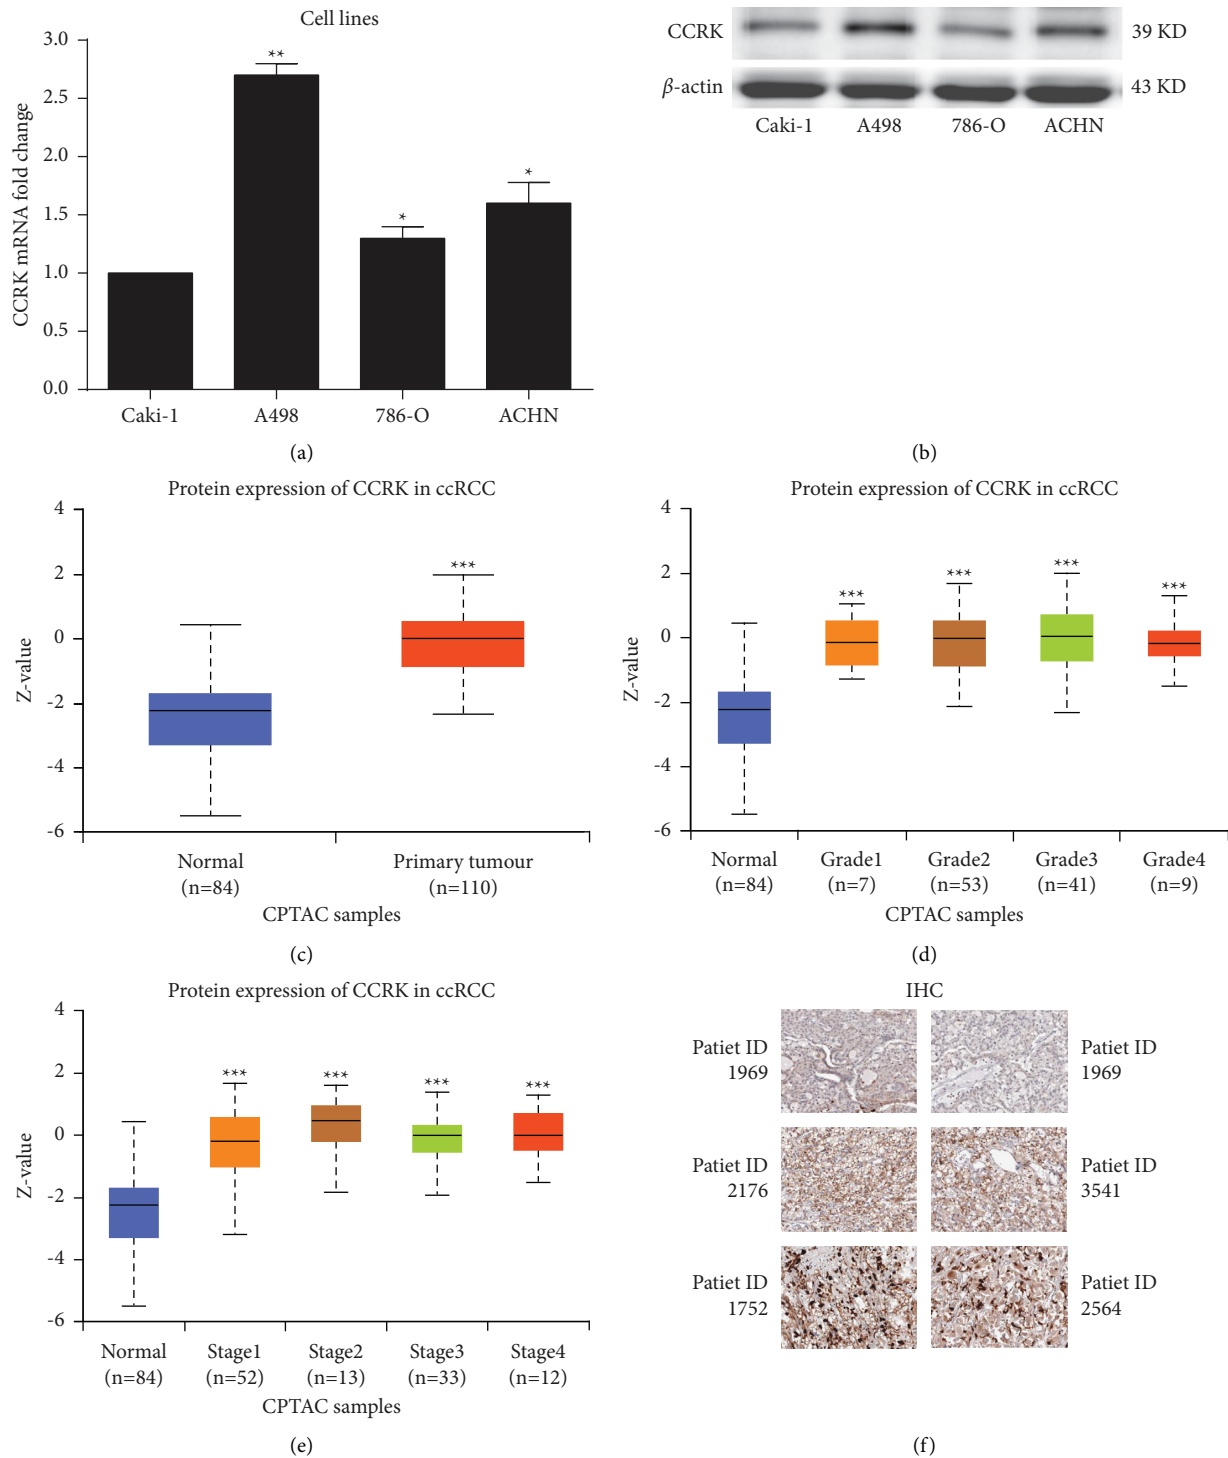 Cell lines
CCRK mRNA fold change
3.0
2.5
2.0
1.5
1.0
0.5
0.0
**
*
*
Caki-1 A498 786-O ACHN
(a)
CCRK 39 KD
β-actin 43 KD
Caki-1 A498 786-O ACHN
(b)
Protein expression of CCRK in ccRCC
Z-value
4
2
0
-2
-4
-6
***
Normal Primary tumour
(n=84) (n=110)
CPTAC samples
(c)
Protein expression of CCRK in ccRCC
Z-value
4
2
0
-2
-4
-6
*** *** *** ***
Normal Grade1 Grade2 Grade3 Grade4
(n=84) (n=7) (n=53) (n=41) (n=9)
CPTAC samples
(d)
Protein expression of CCRK in ccRCC
Z-value
4
2
0
-2
-4
-6
*** *** *** ***
Normal Stage1 Stage2 Stage3 Stage4
(n=84) (n=52) (n=13) (n=33) (n=12)
CPTAC samples
(e)
IHC
Patiet ID Patiet ID
1969 1969
Patiet ID Patiet ID
2176 3541
Patiet ID Patiet ID
1752 2564
(f)